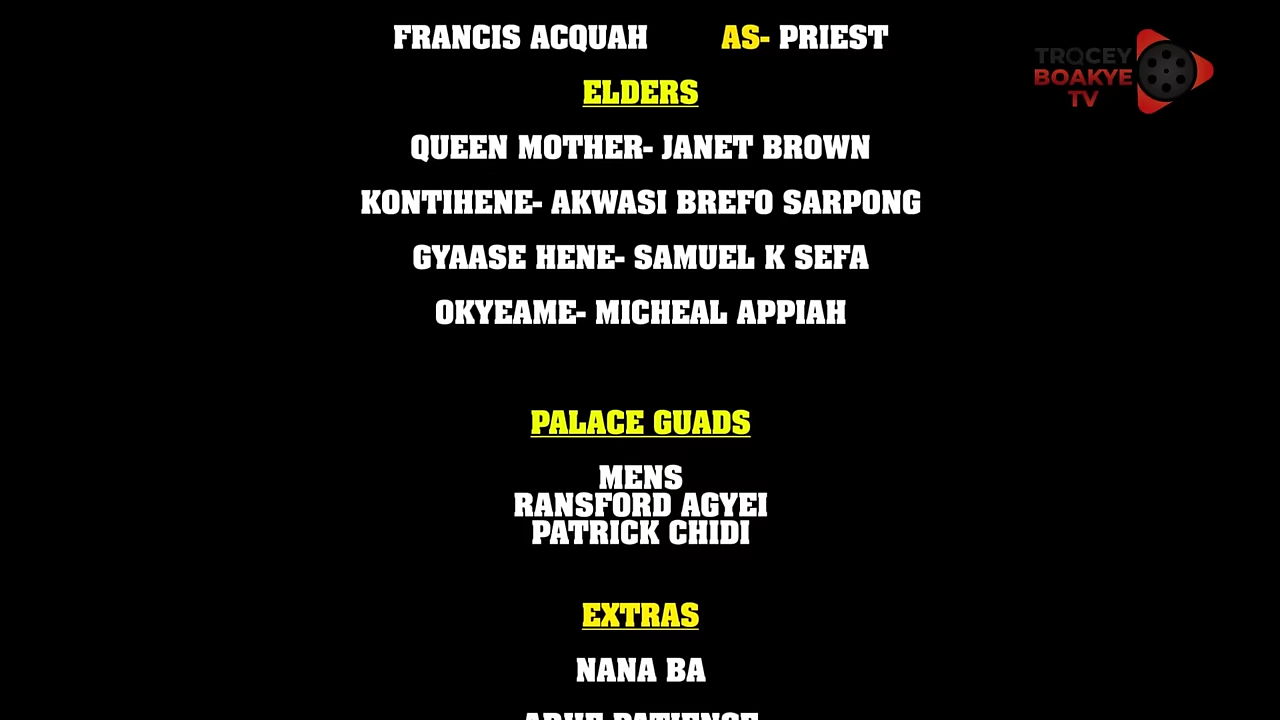 FRANCIS ACQUAH AS- PRIEST
TRACEY
BOAKYE
TV
ELDERS
QUEEN MOTHER- JANET BROWN
KONTIHENE- AKWASI BREFO SARPONG
GYAASE HENE- SAMUEL K SEFA
OKYEAME- MICHEAL APPIAH
PALACE GUADS
MENS
RANSFORD AGYEI
PATRICK CHIDI
EXTRAS
NANA BA
PATIENCE